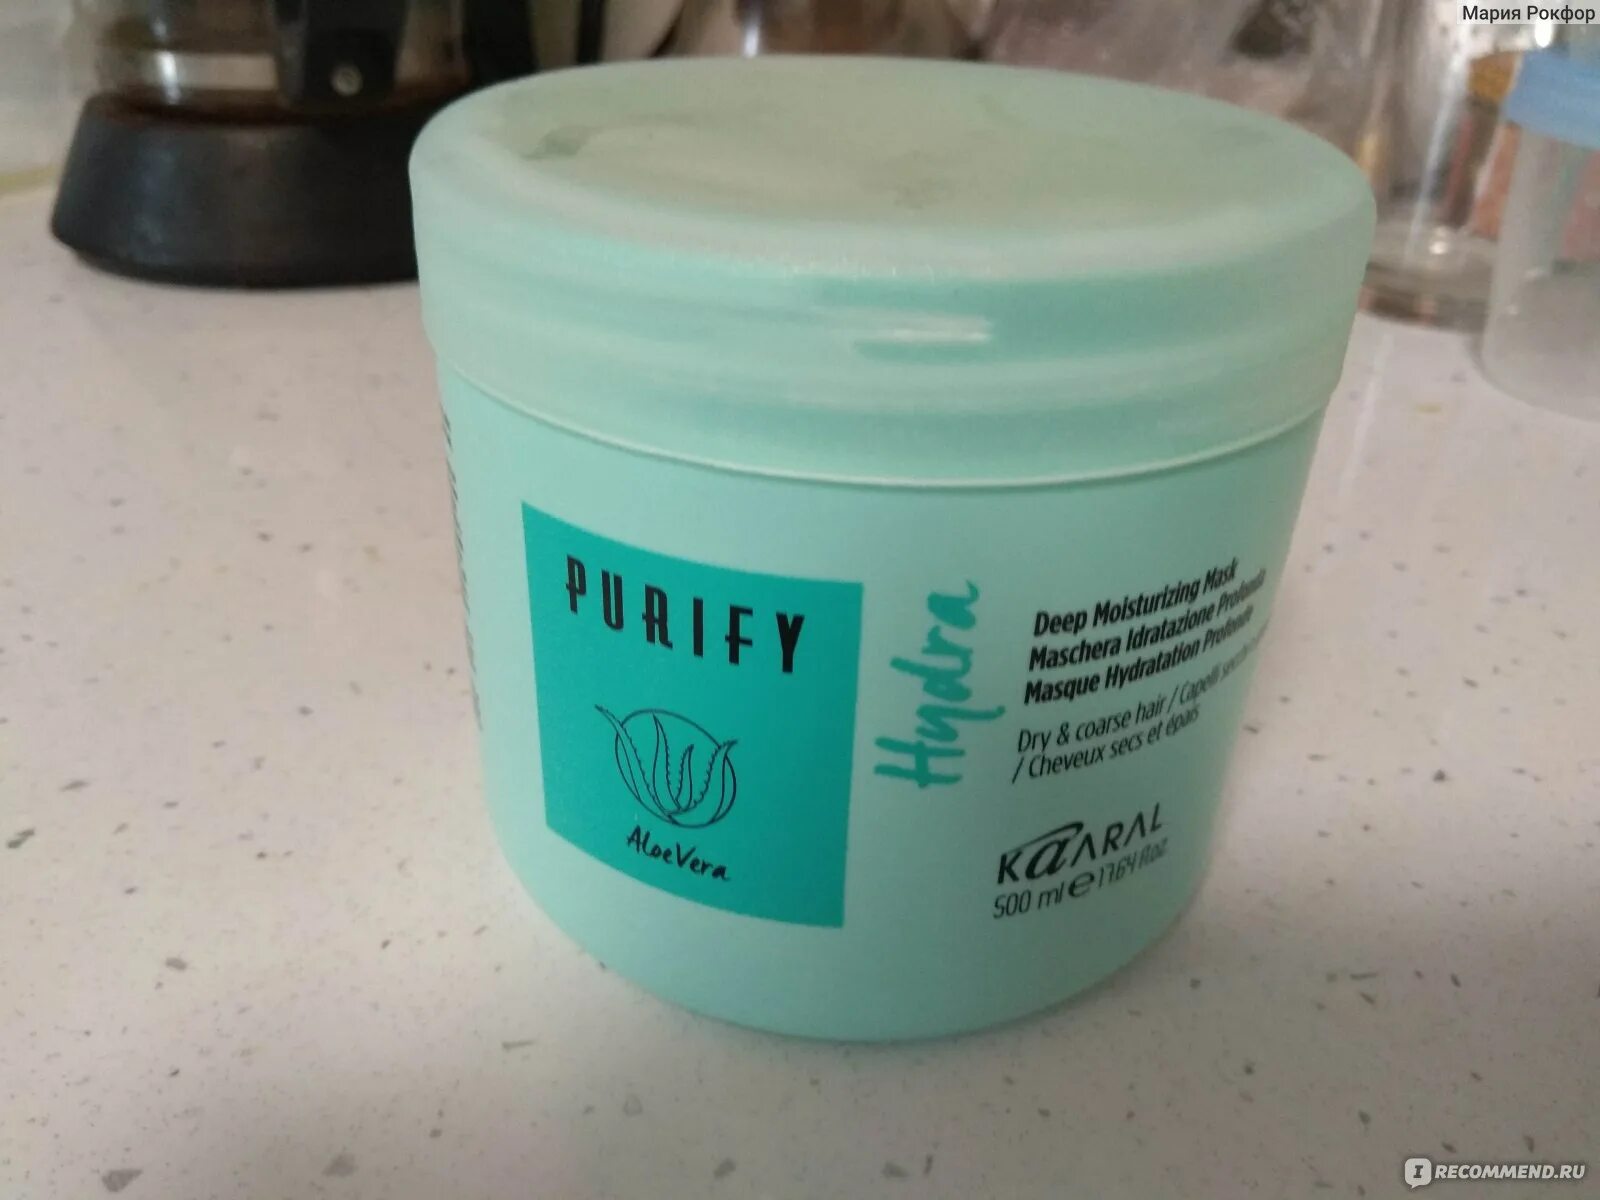 Мария Рокфор
PURIFY
AloeVera
Hydra
Deep Moisturizing Mask
Maschera Idratazione Profonda
Masque Hydratation Profonde
Dry & coarse hair / Capelli secchi
/ Cheveux secs et épais
KAARAL
500 ml e 17.64 fl.oz.
IRECOMMEND.RU